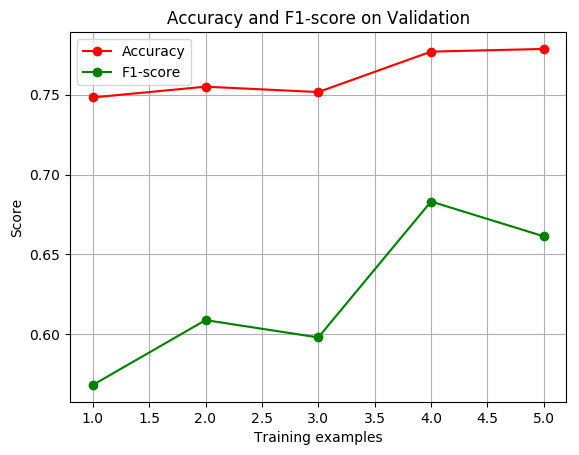 Accuracy and F1-score on Validation
Accuracy
F1-score
0.75
0.70
0.65
0.60
Score
1.0 1.5 2.0 2.5 3.0 3.5 4.0 4.5 5.0
Training examples